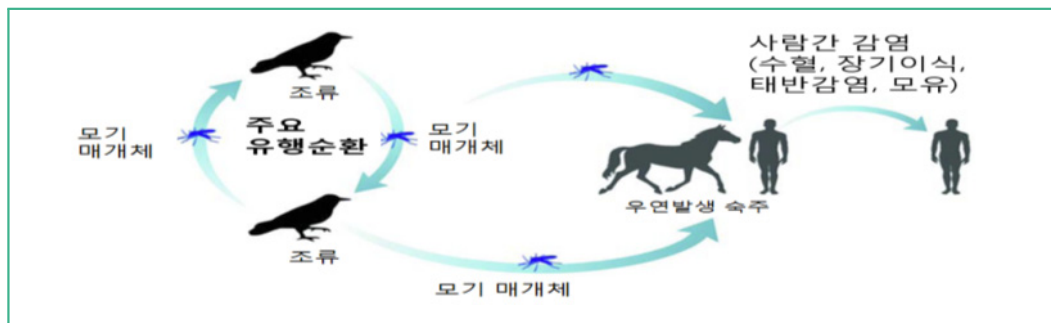 조류
모기
매개체
주요
유행순환
모기
매개체
조류
모기 매개체
사람간 감염
(수혈, 장기이식,
태반감염, 모유)
우연발생 숙주